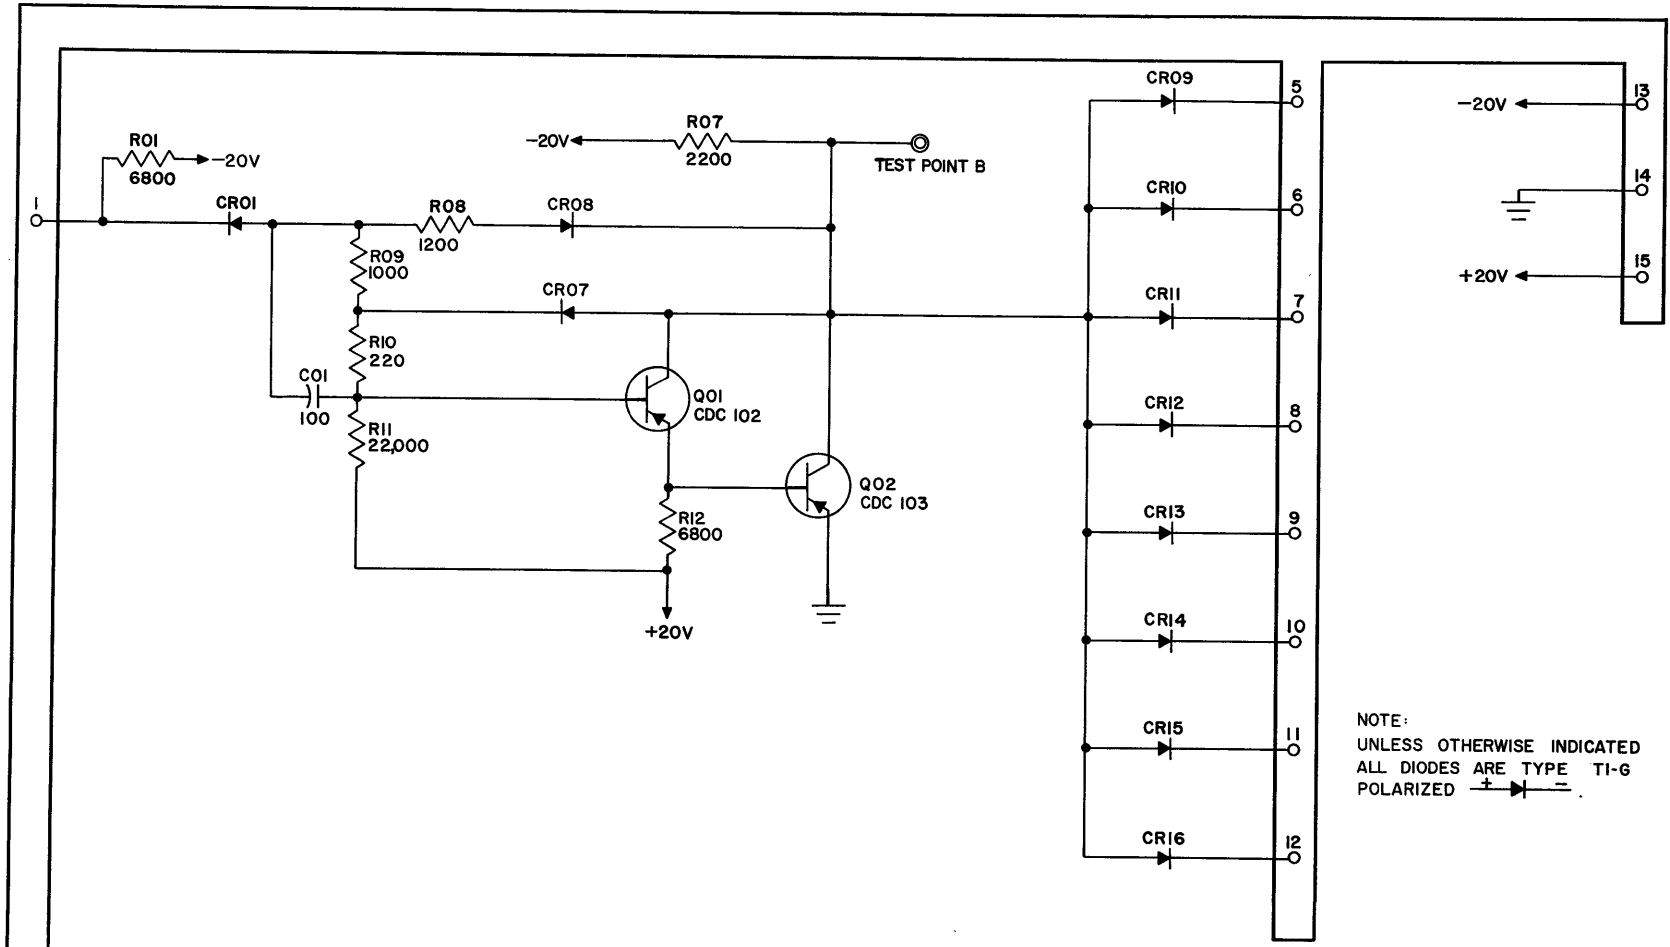 CR09
5
13
-20V
R07
-20V
2200
TEST POINT B
R01
-20V
6800
CR10
6
14
1
CR01
R08
CR08
1200
R09
1000
CR07
CR11
7
15
+20V
R10
220
C01
100
Q01
CDC 102
CR12
8
R11
22,000
Q02
CDC 103
CR13
9
R12
6800
+20V
CR14
10
CR15
11
CR16
12
NOTE:
UNLESS OTHERWISE INDICATED
ALL DIODES ARE TYPE TI-G
POLARIZED + -